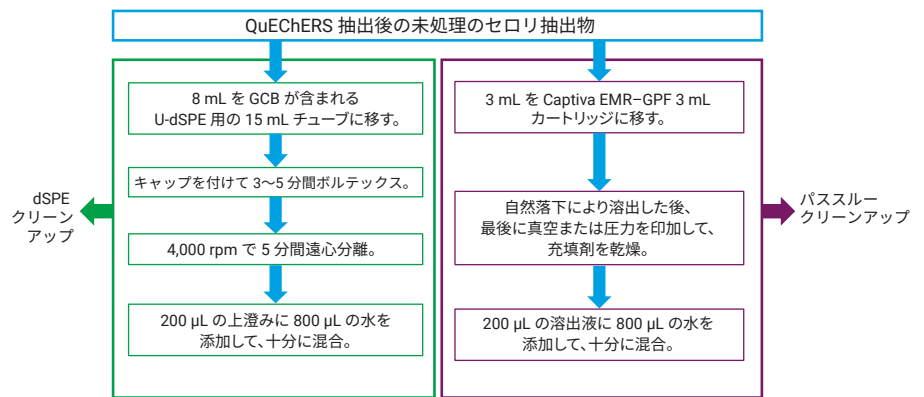 QuEChERS 抽出後の未処理のセロリ抽出物
8 mL を GCB が含まれる
U-dSPE 用の 15 mL チューブに移す。
キャップを付けて 3～5 分間ボルテックス。
4,000 rpm で 5 分間遠心分離。
200 µL の上澄みに 800 µL の水を
添加して、十分に混合。
dSPE
クリーン
アップ
3 mL を Captiva EMR–GPF 3 mL
カートリッジに移す。
自然落下により溶出した後、
最後に真空または圧力を印加して、
充填剤を乾燥。
200 µL の溶出液に 800 µL の水を
添加して、十分に混合。
パススルー
クリーンアップ